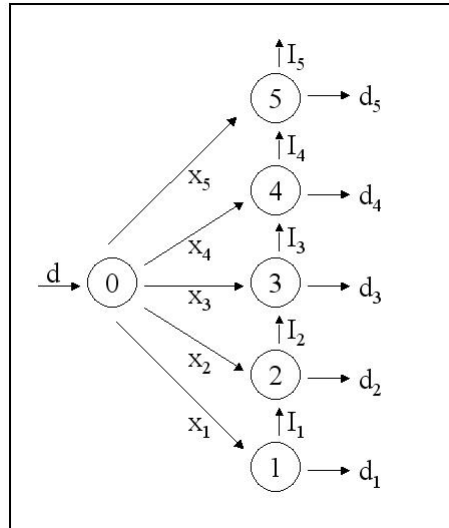 I₅
5
d₅
I₄
x₅
4
d₄
x₄
I₃
d
0
x₃
3
d₃
I₂
x₂
2
d₂
x₁
I₁
1
d₁